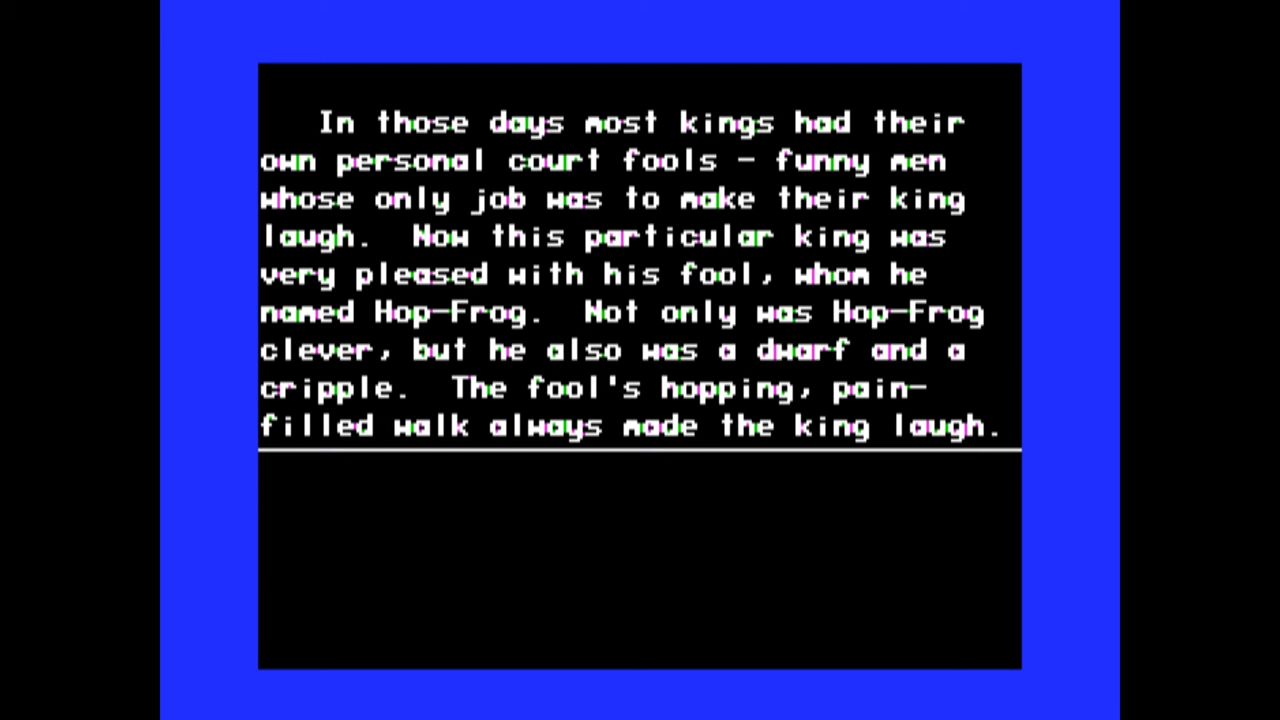 In those days most kings had their
own personal court fools - funny men
whose only job was to make their king
laugh.  Now this particular king was
very pleased with his fool, whom he
named Hop-Frog.  Not only was Hop-Frog
clever, but he also was a dwarf and a
cripple.  The fool's hopping, pain-
filled walk always made the king laugh.